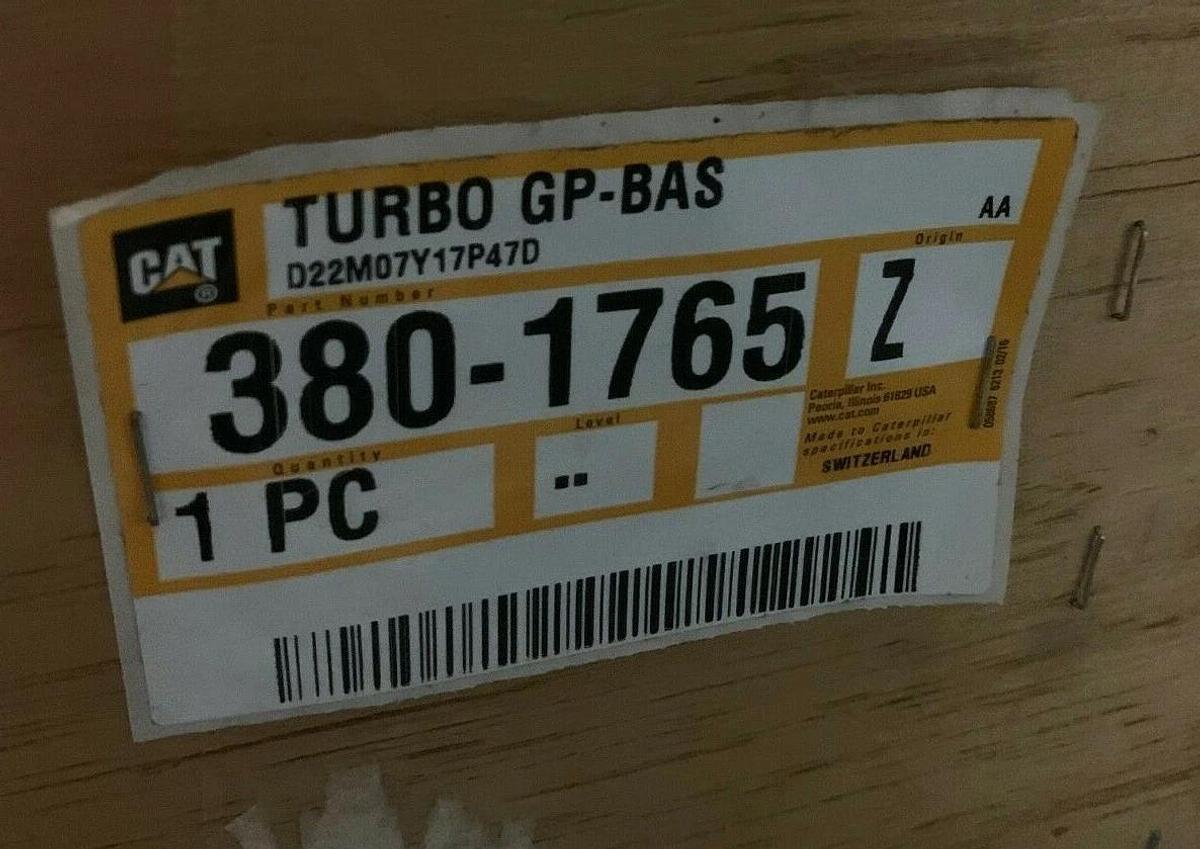 CAT
®
TURBO GP-BAS
AA
D22M07Y17P47D
Part Number
Origin
380-1765
Z
Quantity
Level
1 PC
--
Caterpillar Inc.
Peoria, Illinois 61629 USA
www.cat.com
Made to Caterpillar
specifications in:
SWITZERLAND